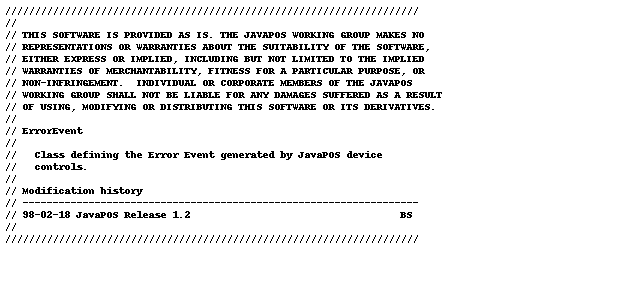 //////////////////////////////////////////////////////////////////////
//
// THIS SOFTWARE IS PROVIDED AS IS. THE JAVAPOS WORKING GROUP MAKES NO
// REPRESENTATIONS OR WARRANTIES ABOUT THE SUITABILITY OF THE SOFTWARE,
// EITHER EXPRESS OR IMPLIED, INCLUDING BUT NOT LIMITED TO THE IMPLIED
// WARRANTIES OF MERCHANTABILITY, FITNESS FOR A PARTICULAR PURPOSE, OR
// NON-INFRINGEMENT.  INDIVIDUAL OR CORPORATE MEMBERS OF THE JAVAPOS
// WORKING GROUP SHALL NOT BE LIABLE FOR ANY DAMAGES SUFFERED AS A RESULT
// OF USING, MODIFYING OR DISTRIBUTING THIS SOFTWARE OR ITS DERIVATIVES.
//
// ErrorEvent
//
//   Class defining the Error Event generated by JavaPOS device
//   controls.
//
// Modification history
// -------------------------------------------------------------------
// 98-02-18 JavaPOS Release 1.2                                   BS
//
//////////////////////////////////////////////////////////////////////